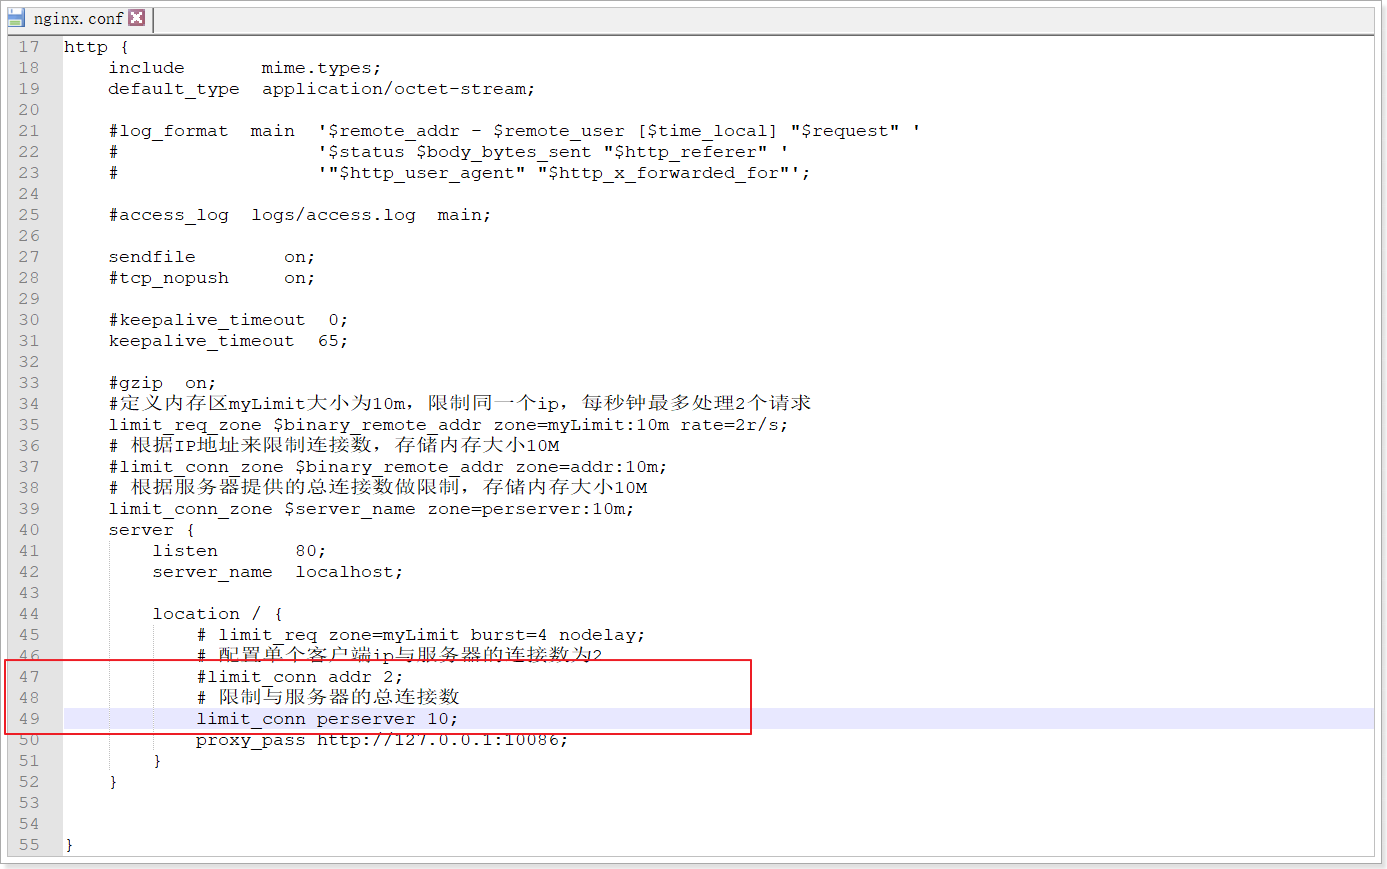 nginx.conf
17 http {
18     include       mime.types;
19     default_type  application/octet-stream;
20
21     #log_format  main  '$remote_addr - $remote_user [$time_local] "$request" '
22     #                  '$status $body_bytes_sent "$http_referer" '
23     #                  '"$http_user_agent" "$http_x_forwarded_for"';
24
25     #access_log  logs/access.log  main;
26
27     sendfile        on;
28     #tcp_nopush     on;
29
30     #keepalive_timeout  0;
31     keepalive_timeout  65;
32
33     #gzip  on;
34     #定义内存区myLimit大小为10m，限制同一个ip，每秒钟最多处理2个请求
35     limit_req_zone $binary_remote_addr zone=myLimit:10m rate=2r/s;
36     # 根据IP地址来限制连接数，存储内存大小10M
37     #limit_conn_zone $binary_remote_addr zone=addr:10m;
38     # 根据服务器提供的总连接数做限制，存储内存大小10M
39     limit_conn_zone $server_name zone=perserver:10m;
40     server {
41         listen       80;
42         server_name  localhost;
43
44         location / {
45             # limit_req zone=myLimit burst=4 nodelay;
46             # 配置单个客户端ip与服务器的连接数为2
47             #limit_conn addr 2;
48             # 限制与服务器的总连接数
49             limit_conn perserver 10;
50             proxy_pass http://127.0.0.1:10086;
51         }
52     }
53
54
55 }